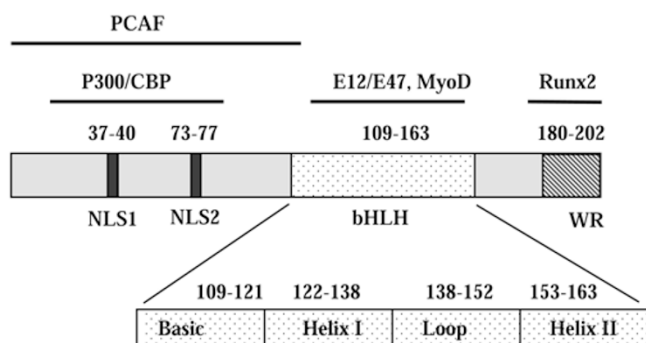 PCAF
P300/CBP E12/E47, MyoD Runx2
37-40 73-77 109-163 180-202
NLS1 NLS2 bHLH WR
109-121 122-138 138-152 153-163
Basic Helix I Loop Helix II